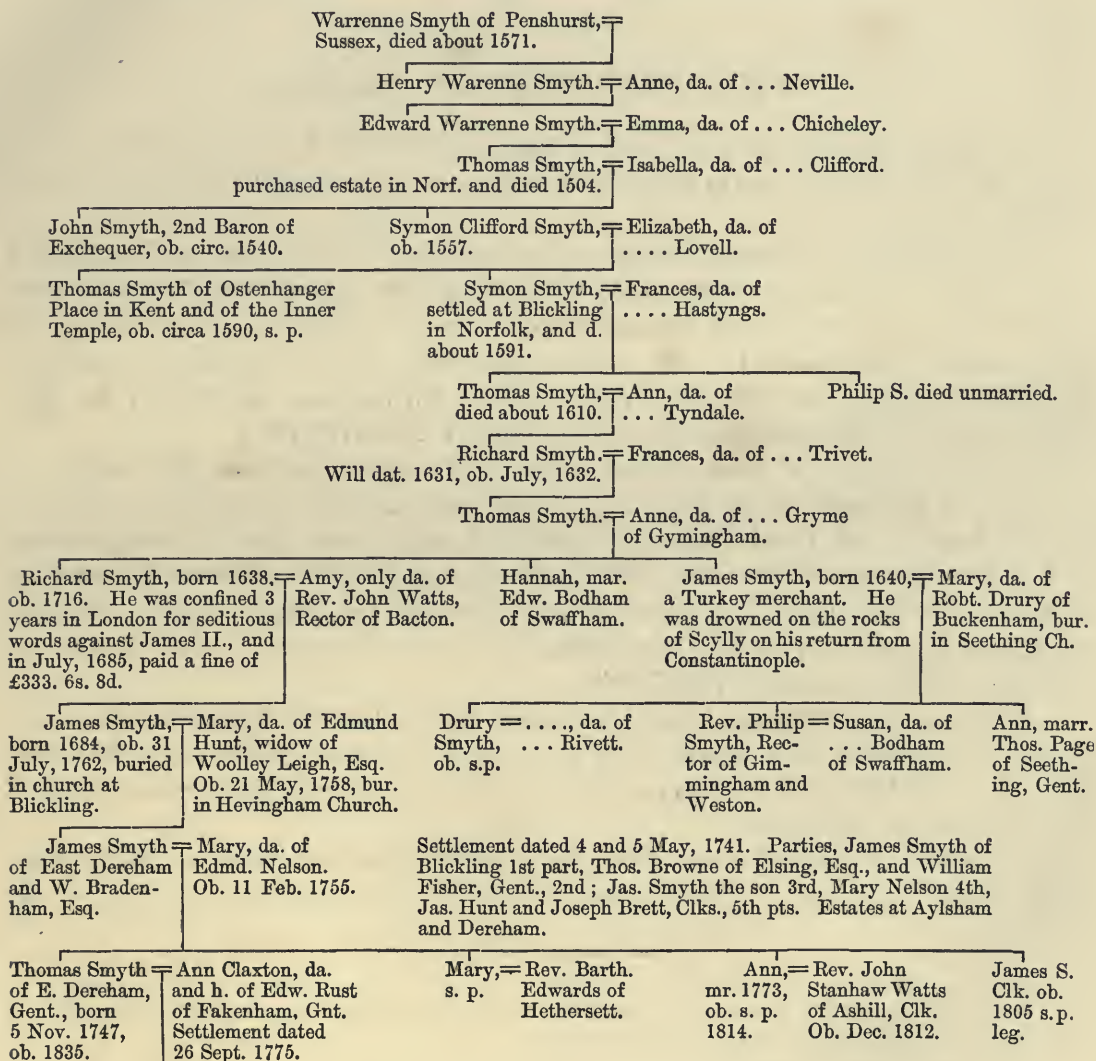 Warrenne Smyth of Penshurst,
Sussex, died about 1571.
Henry Warenne Smyth. Anne, da. of ... Neville.
Edward Warrenne Smyth. Emma, da. of ... Chicheley.
Thomas Smyth, Isabella, da. of ... Clifford.
purchased estate in Norf. and died 1504.
John Smyth, 2nd Baron of
Exchequer, ob. circ. 1540.
Symon Clifford Smyth,
ob. 1557.
Elizabeth, da. of
.... Lovell.
Thomas Smyth of Ostenhanger
Place in Kent and of the Inner
Temple, ob. circa 1590, s. p.
Symon Smyth,
settled at Blickling
in Norfolk, and d.
about 1591.
Frances, da. of
.... Hastyngs.
Thomas Smyth,
died about 1610.
Ann, da. of
... Tyndale.
Philip S. died unmarried.
Richard Smyth. Frances, da. of ... Trivet.
Will dat. 1631, ob. July, 1632.
Thomas Smyth. Anne, da. of ... Gryme
of Gymingham.
Richard Smyth, born 1638,
ob. 1716. He was confined 3
years in London for seditious
words against James II., and
in July, 1685, paid a fine of
£333. 6s. 8d.
Amy, only da. of
Rev. John Watts,
Rector of Bacton.
Hannah, mar.
Edw. Bodham
of Swaffham.
James Smyth, born 1640,
a Turkey merchant. He
was drowned on the rocks
of Scylly on his return from
Constantinople.
Mary, da. of
Robt. Drury of
Buckenham, bur.
in Seething Ch.
James Smyth,
born 1684, ob. 31
July, 1762, buried
in church at
Blickling.
Mary, da. of Edmund
Hunt, widow of
Woolley Leigh, Esq.
Ob. 21 May, 1758, bur.
in Hevingham Church.
Drury
Smyth,
ob. s.p.
...., da. of
... Rivett.
Rev. Philip
Smyth, Rec-
tor of Gim-
mingham and
Weston.
Susan, da. of
... Bodham
of Swaffham.
Ann, marr.
Thos. Page
of Seeth-
ing, Gent.
James Smyth
of East Dereham
and W. Braden-
ham, Esq.
Mary, da. of
Edmd. Nelson.
Ob. 11 Feb. 1755.
Settlement dated 4 and 5 May, 1741. Parties, James Smyth of
Blickling 1st part, Thos. Browne of Elsing, Esq., and William
Fisher, Gent., 2nd; Jas. Smyth the son 3rd, Mary Nelson 4th,
Jas. Hunt and Joseph Brett, Clks., 5th pts. Estates at Aylsham
and Dereham.
Thomas Smyth
of E. Dereham,
Gent., born
5 Nov. 1747,
ob. 1835.
Ann Claxton, da.
and h. of Edw. Rust
of Fakenham, Gnt.
Settlement dated
26 Sept. 1775.
Mary,
s. p.
Rev. Barth.
Edwards of
Hethersett.
Ann,
mr. 1773,
ob. s. p.
1814.
Rev. John
Stanhaw Watts
of Ashill, Clk.
Ob. Dec. 1812.
James S.
Clk. ob.
1805 s.p.
leg.